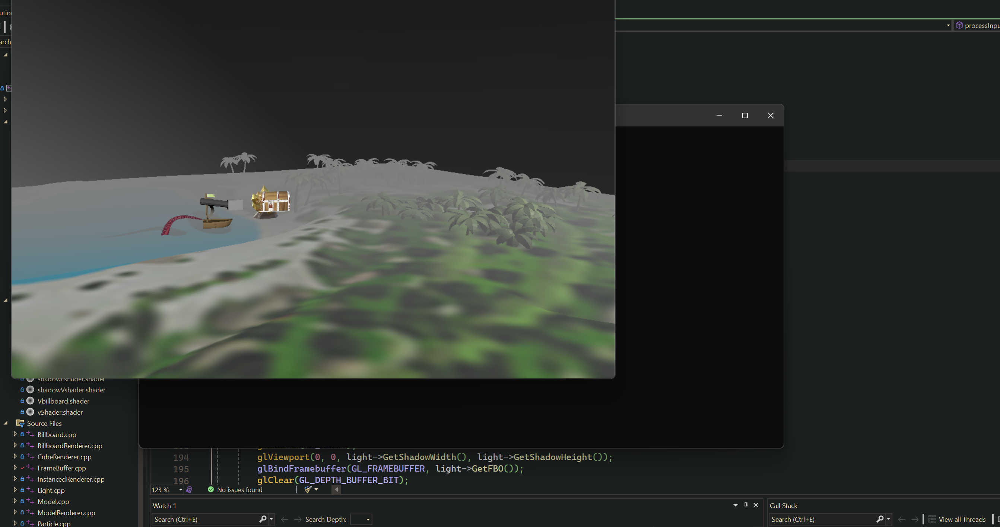 processInpu
shadowFshader.shader
shadowVshader.shader
Vbillboard.shader
vShader.shader
Source Files
Billboard.cpp
BillboardRenderer.cpp
CubeRenderer.cpp
FrameBuffer.cpp
InstancedRenderer.cpp
Light.cpp
Model.cpp
ModelRenderer.cpp
Particle.cpp
194 glViewport(0, 0, light->GetShadowWidth(), light->GetShadowHeight());
195 glBindFramebuffer(GL_FRAMEBUFFER, light->GetFBO());
196 glClear(GL_DEPTH_BUFFER_BIT);
123 % No issues found
Watch 1
Search (Ctrl+E) Search Depth:
Call Stack
Search (Ctrl+E) View all Threads